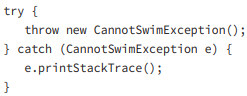 try {
   throw new CannotSwimException();
} catch (CannotSwimException e) {
   e.printStackTrace();
}